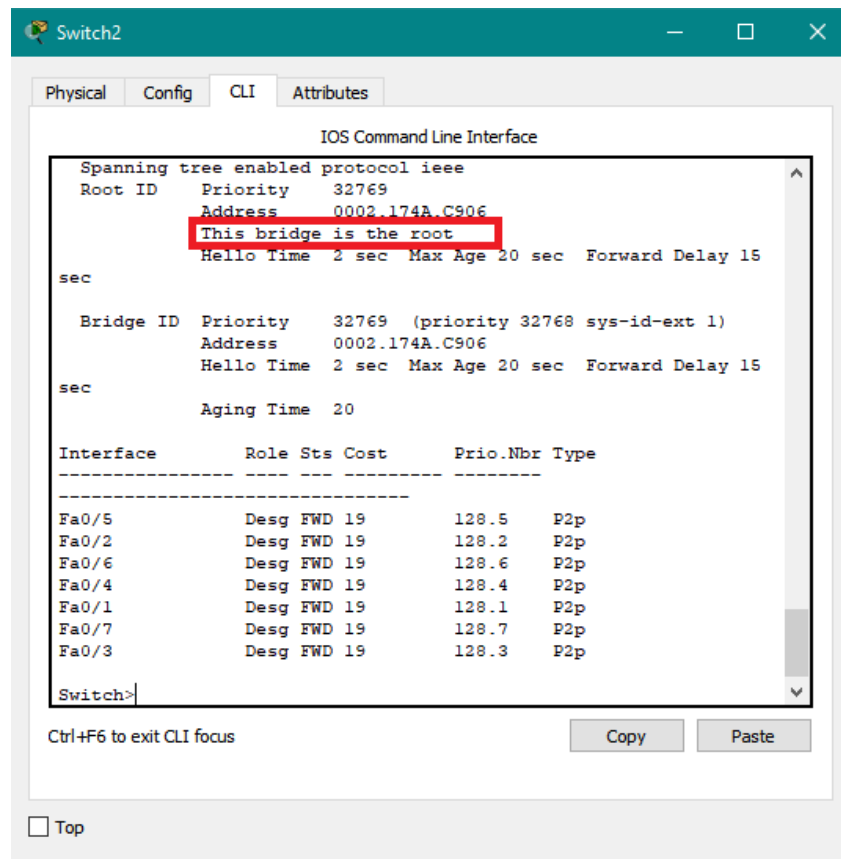 Switch2
Physical Config CLI Attributes
IOS Command Line Interface
Spanning tree enabled protocol ieee
Root ID Priority 32769
Address 0002.174A.C906
This bridge is the root
Hello Time 2 sec Max Age 20 sec Forward Delay 15
sec
Bridge ID Priority 32769 (priority 32768 sys-id-ext 1)
Address 0002.174A.C906
Hello Time 2 sec Max Age 20 sec Forward Delay 15
sec
Aging Time 20
Interface Role Sts Cost Prio.Nbr Type
---------------- ---- --- --------- --------
--------------------------------
Fa0/5 Desg FWD 19 128.5 P2p
Fa0/2 Desg FWD 19 128.2 P2p
Fa0/6 Desg FWD 19 128.6 P2p
Fa0/4 Desg FWD 19 128.4 P2p
Fa0/1 Desg FWD 19 128.1 P2p
Fa0/7 Desg FWD 19 128.7 P2p
Fa0/3 Desg FWD 19 128.3 P2p
Switch>
Ctrl+F6 to exit CLI focus Copy Paste
Top